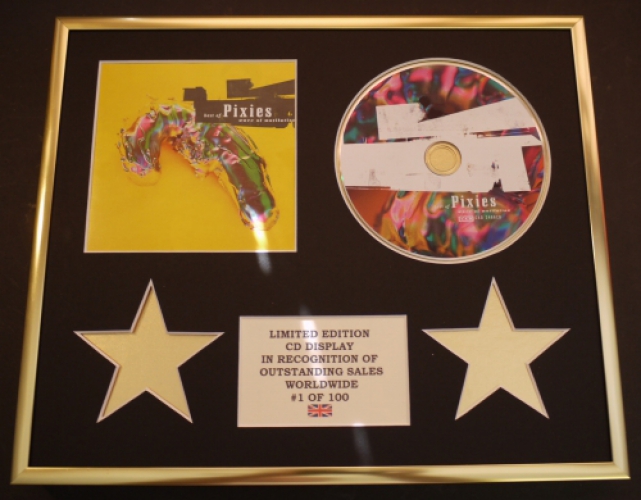 best of Pixies
wave of mutilation
Pixies
wave of mutilation
LIMITED EDITION
CD DISPLAY
IN RECOGNITION OF
OUTSTANDING SALES
WORLDWIDE
#1 OF 100